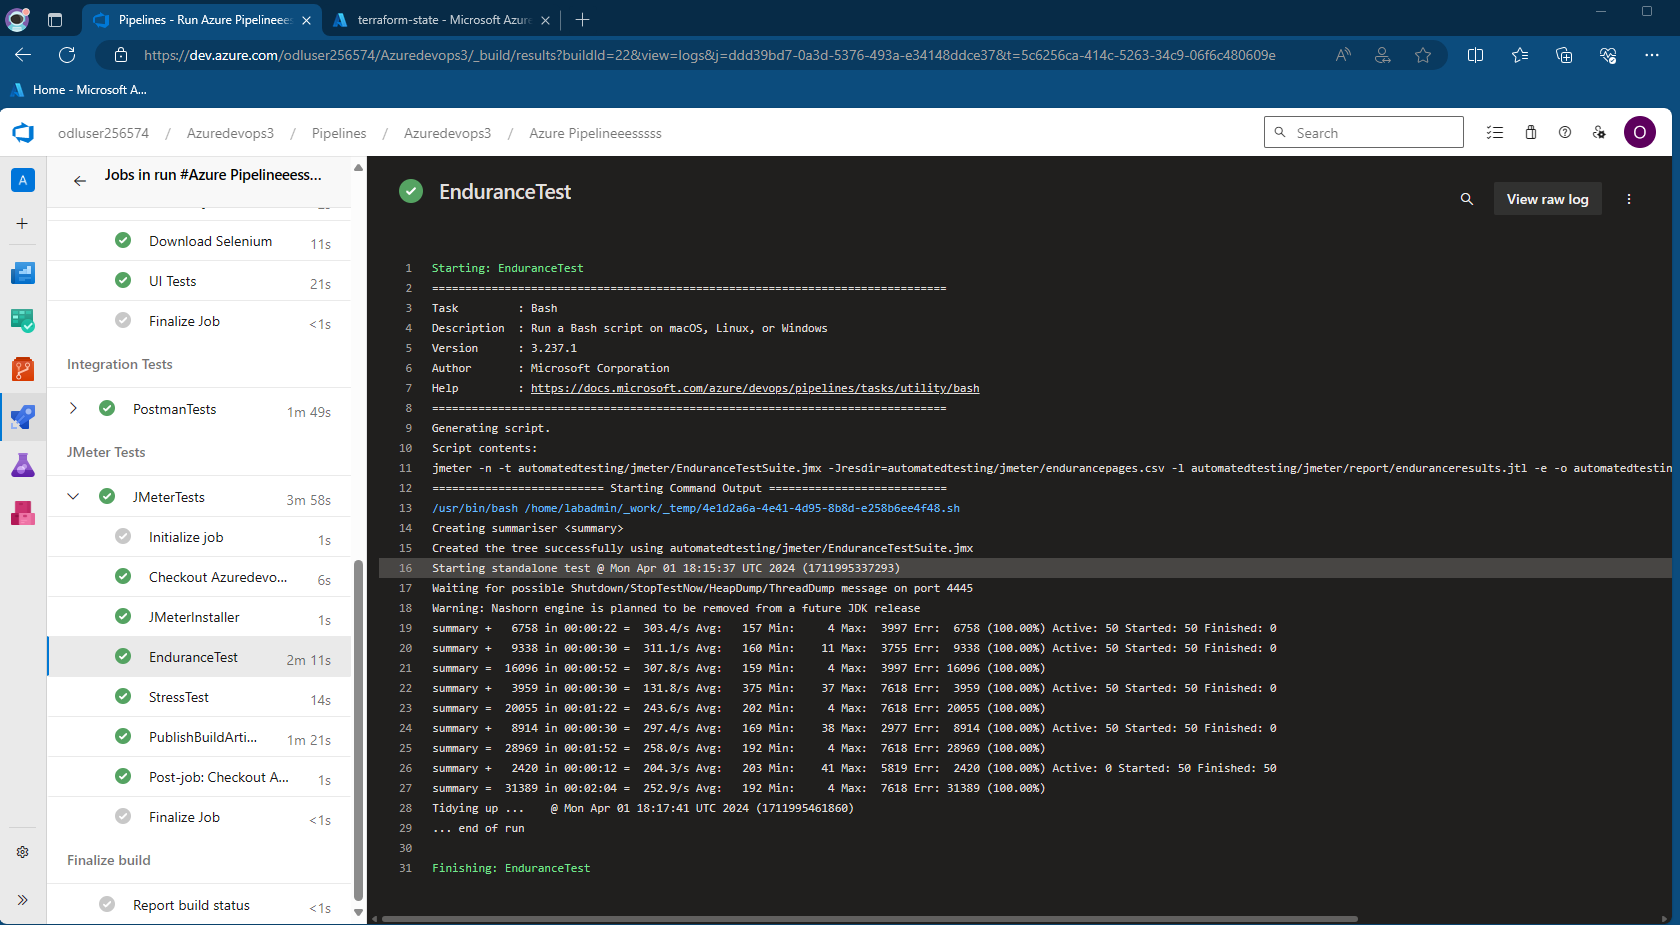 Pipelines - Run Azure Pipelineees
terraform-state - Microsoft Azur
https://dev.azure.com/odluser256574/Azuredevops3/_build/results?buildId=22&view=logs&j=ddd39bd7-0a3d-5376-493a-e34148ddce37&t=5c6256ca-414c-5263-34c9-06f6c480609e
Home - Microsoft A...
odluser256574 / Azuredevops3 / Pipelines / Azuredevops3 / Azure Pipelineeesssss
Search
O
A
Jobs in run #Azure Pipelineeess...
Download Selenium 11s
UI Tests 21s
Finalize Job <1s
Integration Tests
PostmanTests 1m 49s
JMeter Tests
JMeterTests 3m 58s
Initialize job 1s
Checkout Azuredevo... 6s
JMeterInstaller 1s
EnduranceTest 2m 11s
StressTest 14s
PublishBuildArti... 1m 21s
Post-job: Checkout A... 1s
Finalize Job <1s
Finalize build
Report build status <1s
EnduranceTest
View raw log
1 Starting: EnduranceTest
2 ==============================================================================
3 Task : Bash
4 Description : Run a Bash script on macOS, Linux, or Windows
5 Version : 3.237.1
6 Author : Microsoft Corporation
7 Help : https://docs.microsoft.com/azure/devops/pipelines/tasks/utility/bash
8 ==============================================================================
9 Generating script.
10 Script contents:
11 jmeter -n -t automatedtesting/jmeter/EnduranceTestSuite.jmx -Jresdir=automatedtesting/jmeter/endurancepages.csv -l automatedtesting/jmeter/report/enduranceresults.jtl -e -o automatedtestin
12 ========================== Starting Command Output ===========================
13 /usr/bin/bash /home/labadmin/_work/_temp/4e1d2a6a-4e41-4d95-8b8d-e258b6ee4f48.sh
14 Creating summariser <summary>
15 Created the tree successfully using automatedtesting/jmeter/EnduranceTestSuite.jmx
16 Starting standalone test @ Mon Apr 01 18:15:37 UTC 2024 (1711995337293)
17 Waiting for possible Shutdown/StopTestNow/HeapDump/ThreadDump message on port 4445
18 Warning: Nashorn engine is planned to be removed from a future JDK release
19 summary + 6758 in 00:00:22 = 303.4/s Avg: 157 Min: 4 Max: 3997 Err: 6758 (100.00%) Active: 50 Started: 50 Finished: 0
20 summary + 9338 in 00:00:30 = 311.1/s Avg: 160 Min: 11 Max: 3755 Err: 9338 (100.00%) Active: 50 Started: 50 Finished: 0
21 summary = 16096 in 00:00:52 = 307.8/s Avg: 159 Min: 4 Max: 3997 Err: 16096 (100.00%)
22 summary + 3959 in 00:00:30 = 131.8/s Avg: 375 Min: 37 Max: 7618 Err: 3959 (100.00%) Active: 50 Started: 50 Finished: 0
23 summary = 20055 in 00:01:22 = 243.6/s Avg: 202 Min: 4 Max: 7618 Err: 20055 (100.00%)
24 summary + 8914 in 00:00:30 = 297.4/s Avg: 169 Min: 38 Max: 2977 Err: 8914 (100.00%) Active: 50 Started: 50 Finished: 0
25 summary = 28969 in 00:01:52 = 258.0/s Avg: 192 Min: 4 Max: 7618 Err: 28969 (100.00%)
26 summary + 2420 in 00:00:12 = 204.3/s Avg: 203 Min: 41 Max: 5819 Err: 2420 (100.00%) Active: 0 Started: 50 Finished: 50
27 summary = 31389 in 00:02:04 = 252.9/s Avg: 192 Min: 4 Max: 7618 Err: 31389 (100.00%)
28 Tidying up ... @ Mon Apr 01 18:17:41 UTC 2024 (1711995461860)
29 ... end of run
30
31 Finishing: EnduranceTest